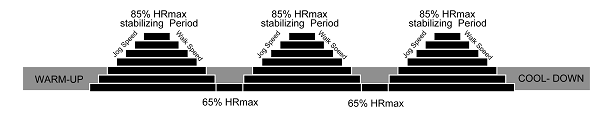 85% HRmax
stabilizing Period
85% HRmax
stabilizing Period
85% HRmax
stabilizing Period
Jog Speed
Walk Speed
Jog Speed
Walk Speed
Jog Speed
Walk Speed
WARM-UP
COOL- DOWN
65% HRmax
65% HRmax